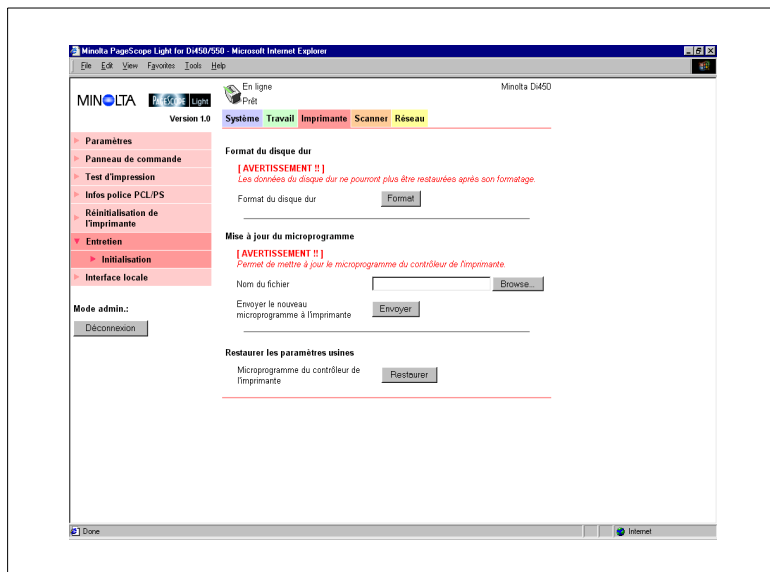 Minolta PageScope Light for Di450/550 - Microsoft Internet Explorer
File Edit View Favorites Tools Help
MINOLTA PAGESCOPE Light
Version 1.0
En ligne
Prêt
Minolta Di450
Système Travail Imprimante Scanner Réseau
Paramètres
Panneau de commande
Test d'impression
Infos police PCL/PS
Réinitialisation de
l'imprimante
Entretien
Initialisation
Interface locale
Mode admin.:
Déconnexion
Format du disque dur
[ AVERTISSEMENT !! ]
Les données du disque dur ne pourront plus être restaurées après son formatage.
Format du disque dur Format
Mise à jour du microprogramme
[ AVERTISSEMENT !! ]
Permet de mettre à jour le microprogramme du contrôleur de l'imprimante.
Nom du fichier Browse...
Envoyer le nouveau
microprogramme à l'imprimante Envoyer
Restaurer les paramètres usines
Microprogramme du contrôleur de
l'imprimante Restaurer
Done Internet